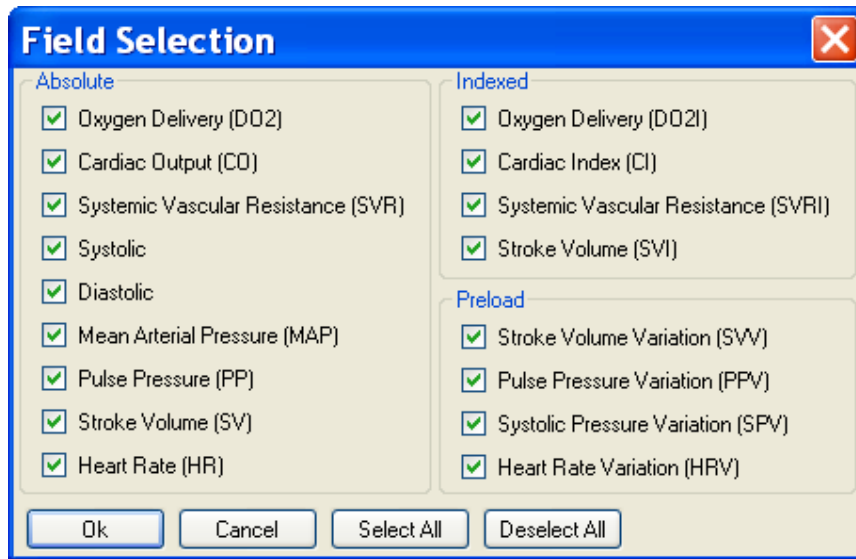 Field Selection
Absolute
Oxygen Delivery (DO2)
Cardiac Output (CO)
Systemic Vascular Resistance (SVR)
Systolic
Diastolic
Mean Arterial Pressure (MAP)
Pulse Pressure (PP)
Stroke Volume (SV)
Heart Rate (HR)
Indexed
Oxygen Delivery (DO2I)
Cardiac Index (CI)
Systemic Vascular Resistance (SVRI)
Stroke Volume (SVI)
Preload
Stroke Volume Variation (SVV)
Pulse Pressure Variation (PPV)
Systolic Pressure Variation (SPV)
Heart Rate Variation (HRV)
Ok
Cancel
Select All
Deselect All